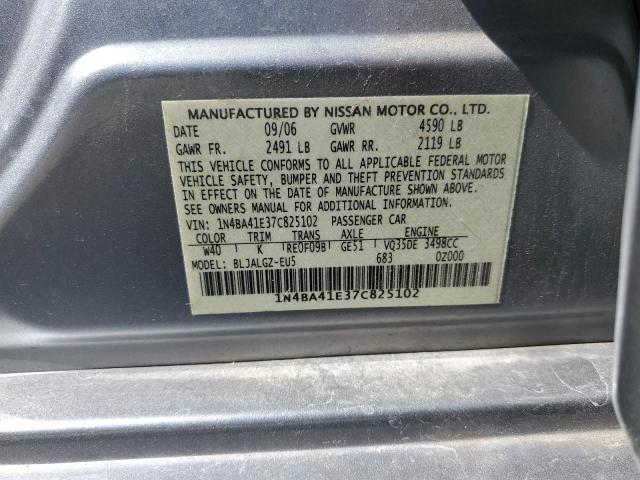 MANUFACTURED BY NISSAN MOTOR CO., LTD.
DATE 09/06 GVWR 4590 LB
GAWR FR. 2491 LB GAWR RR. 2119 LB
THIS VEHICLE CONFORMS TO ALL APPLICABLE FEDERAL MOTOR
VEHICLE SAFETY, BUMPER AND THEFT PREVENTION STANDARDS
IN EFFECT ON THE DATE OF MANUFACTURE SHOWN ABOVE.
SEE OWNERS MANUAL FOR ADDITIONAL INFORMATION.
VIN: 1N4BA41E37C825102 PASSENGER CAR
COLOR TRIM TRANS AXLE ENGINE
W40 K RE0F09B GE51 VQ35DE 3498CC
MODEL: BLJALGZ-EU5 683 0Z000
1N4BA41E37C825102